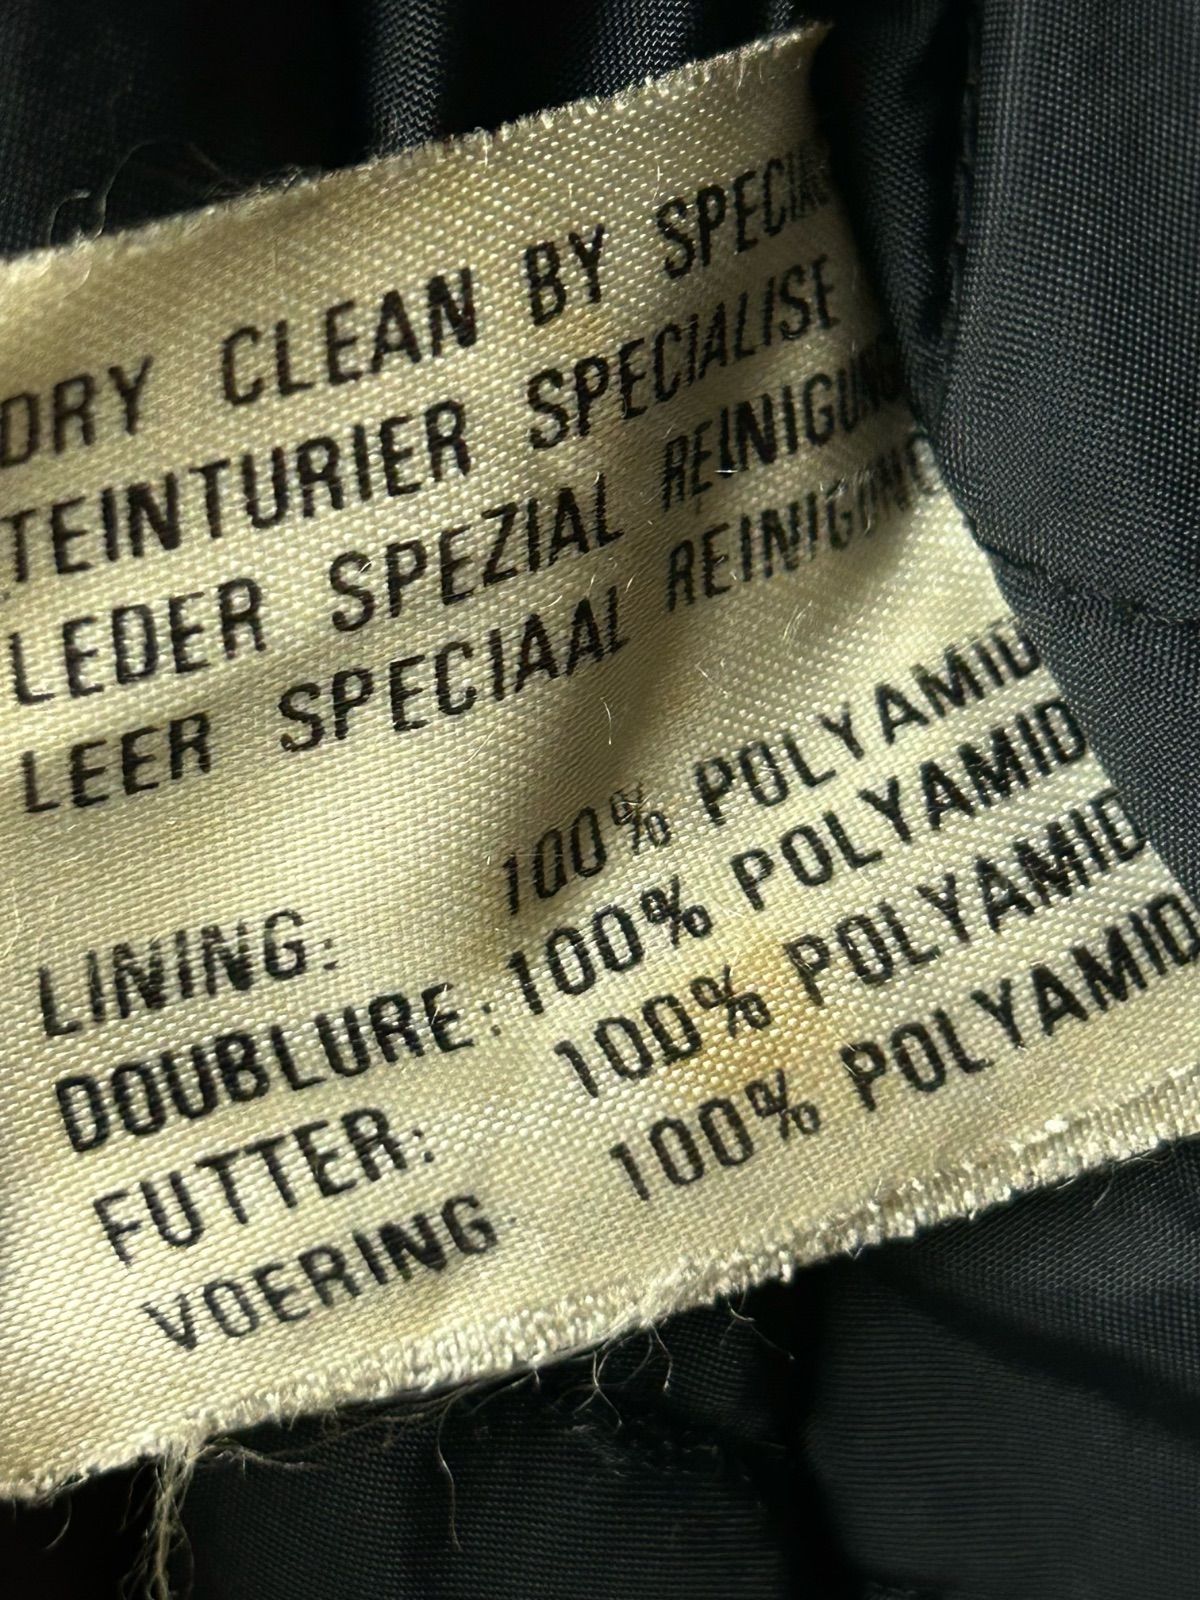 DRY CLEAN BY
TEINTURIER SPECIALISE
LEDER SPEZIAL REINIGUNG
LEER SPECIAAL REINIGING
LINING: 100% POLYAMID
DOUBLURE: 100% POLYAMID
FUTTER: 100% POLYAMID
VOERING 100% POLYAMID